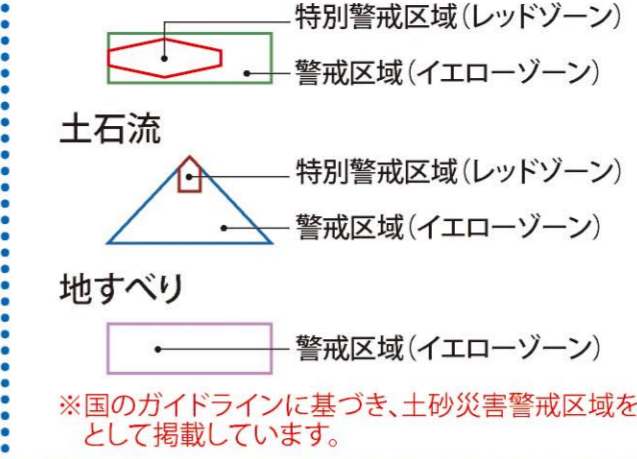 特別警戒区域（レッドゾーン）
警戒区域（イエローゾーン）
土石流
特別警戒区域（レッドゾーン）
警戒区域（イエローゾーン）
地すべり
警戒区域（イエローゾーン）
※国のガイドラインに基づき、土砂災害警戒区域を
として掲載しています。